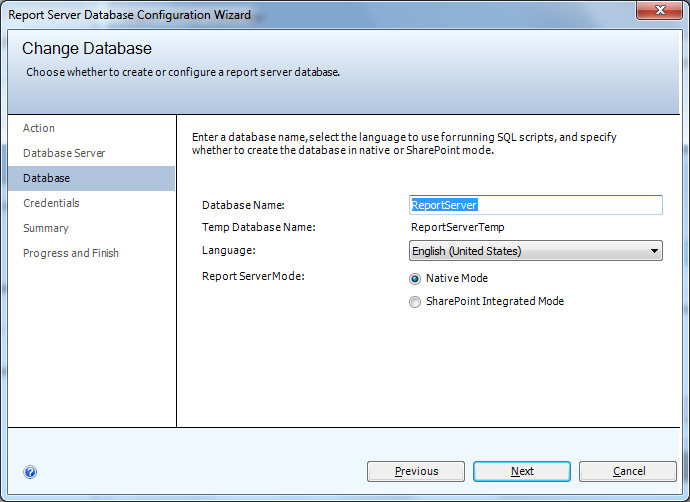 Report Server Database Configuration Wizard
Change Database
Choose whether to create or configure a report server database.
Action
Database Server
Database
Credentials
Summary
Progress and Finish
Enter a database name, select the language to use for running SQL scripts, and specify
whether to create the database in native or SharePoint mode.
Database Name: ReportServer
Temp Database Name: ReportServerTemp
Language: English (United States)
Report Server Mode: Native Mode
SharePoint Integrated Mode
Previous Next Cancel